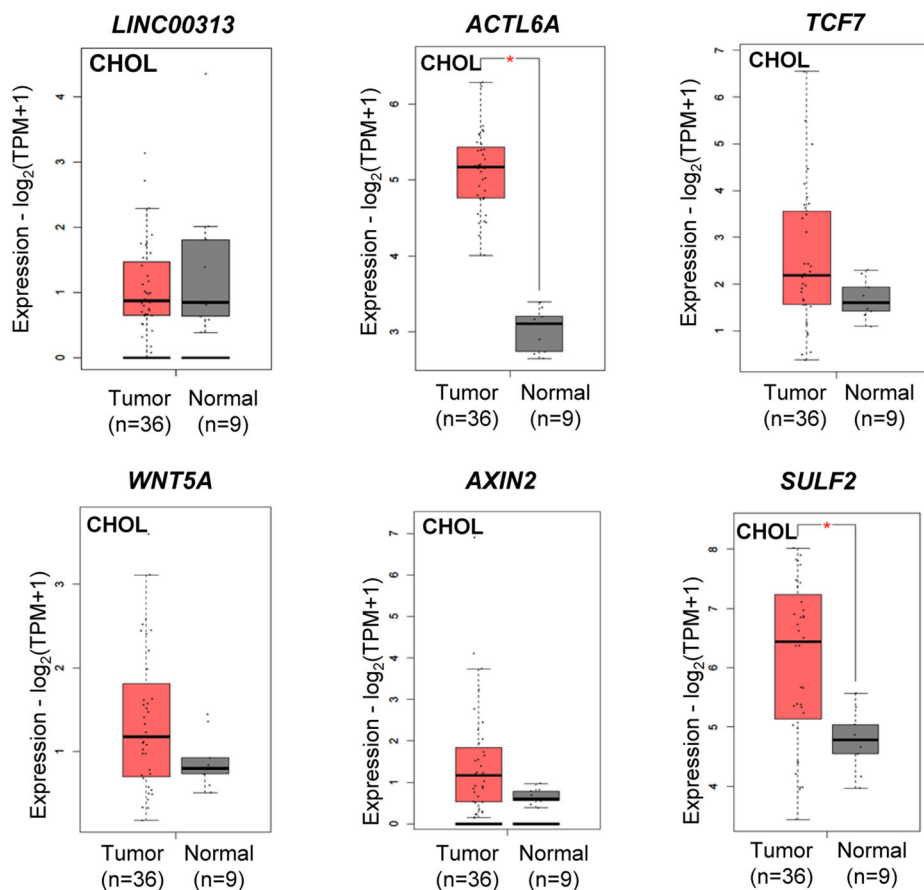 LINC00313
CHOL
Expression - log2(TPM+1)
4
3
2
1
0
Tumor
(n=36)
Normal
(n=9)
ACTL6A
CHOL
*
Expression - log2(TPM+1)
6
5
4
3
Tumor
(n=36)
Normal
(n=9)
TCF7
CHOL
Expression - log2(TPM+1)
7
6
5
4
3
2
1
Tumor
(n=36)
Normal
(n=9)
WNT5A
CHOL
Expression - log2(TPM+1)
3
2
1
Tumor
(n=36)
Normal
(n=9)
AXIN2
CHOL
Expression - log2(TPM+1)
7
6
5
4
3
2
1
0
Tumor
(n=36)
Normal
(n=9)
SULF2
CHOL
*
Expression - log2(TPM+1)
8
7
6
5
4
Tumor
(n=36)
Normal
(n=9)